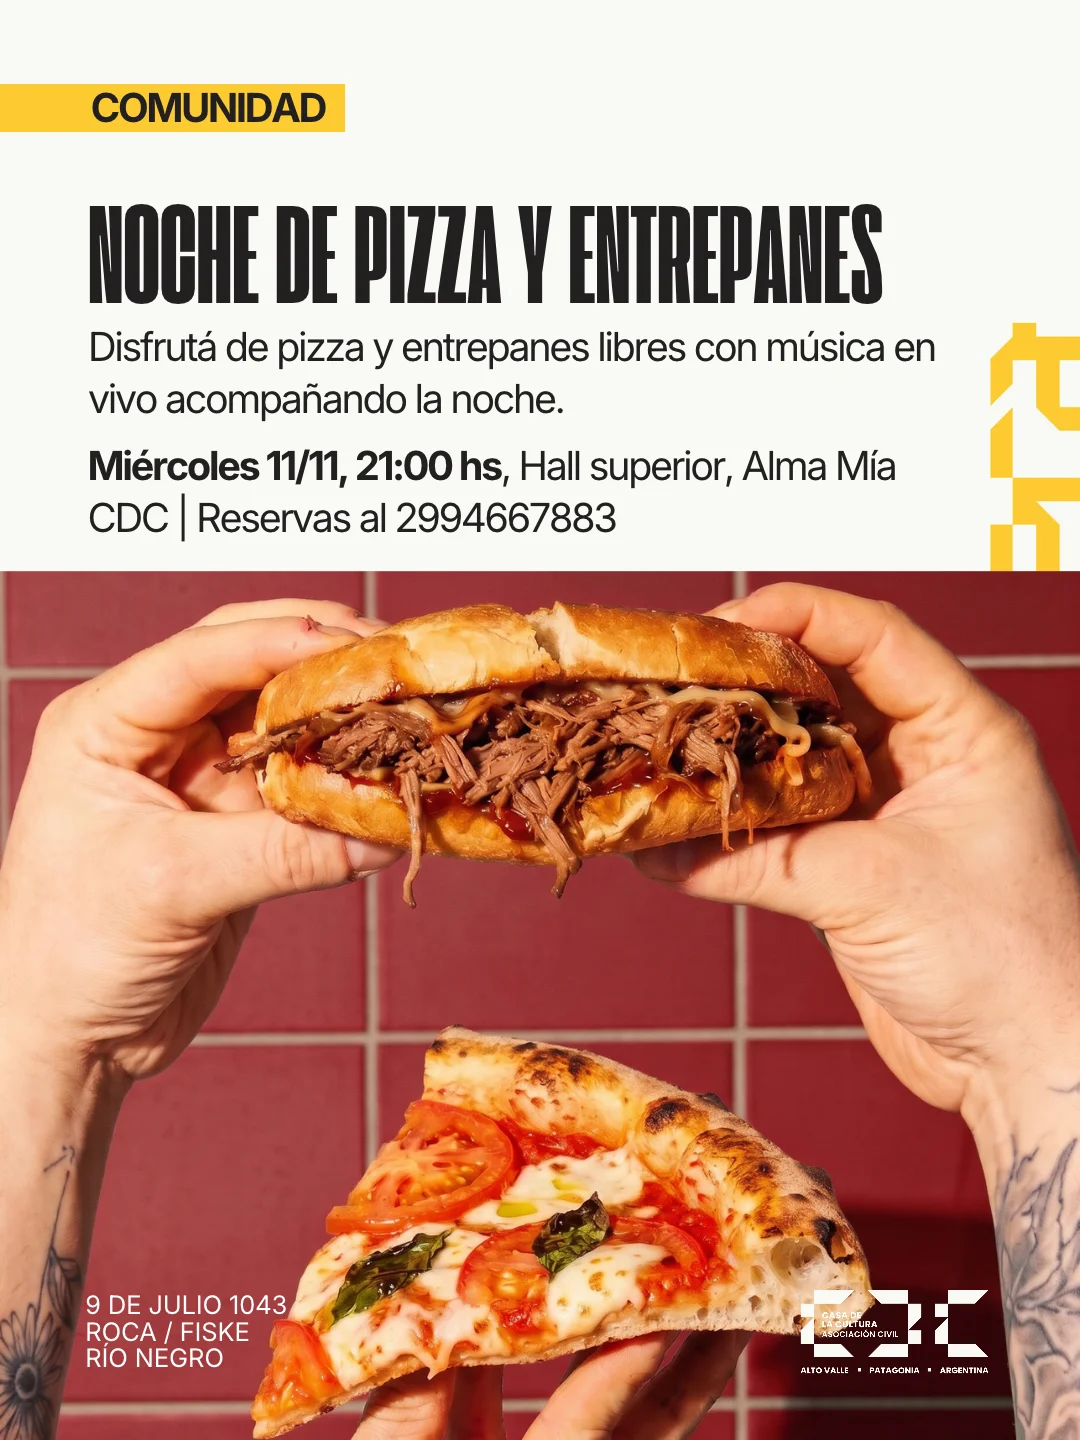 COMUNIDAD
NOCHE DE PIZZA Y ENTREPANES
Disfrutá de pizza y entrepanes libres con música en
vivo acompañando la noche.
Miércoles 11/11, 21:00 hs, Hall superior, Alma Mía
CDC | Reservas al 2994667883
9 DE JULIO 1043
ROCA / FISKE
RÍO NEGRO
CDC
CASA DE
LA CULTURA
ASOCIACIÓN CIVIL
ALTO VALLE ▪ PATAGONIA ▪ ARGENTINA